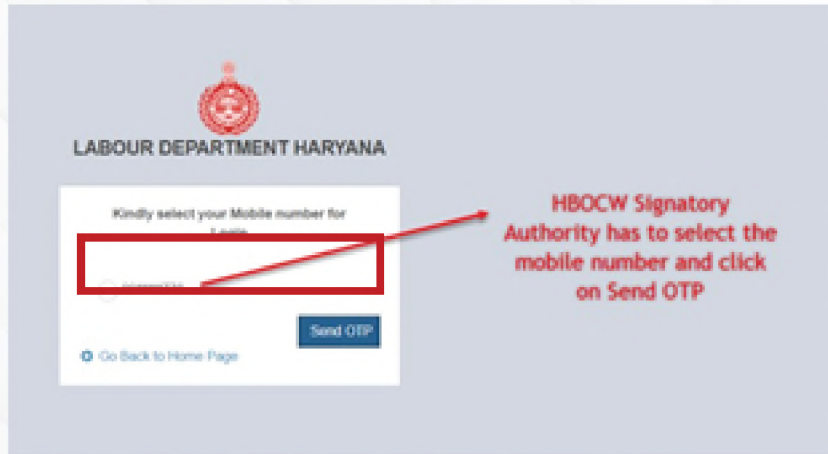 LABOUR DEPARTMENT HARYANA
Kindly select your Mobile number for
Login
Send OTP
Go Back to Home Page
HBOCW Signatory
Authority has to select the
mobile number and click
on Send OTP